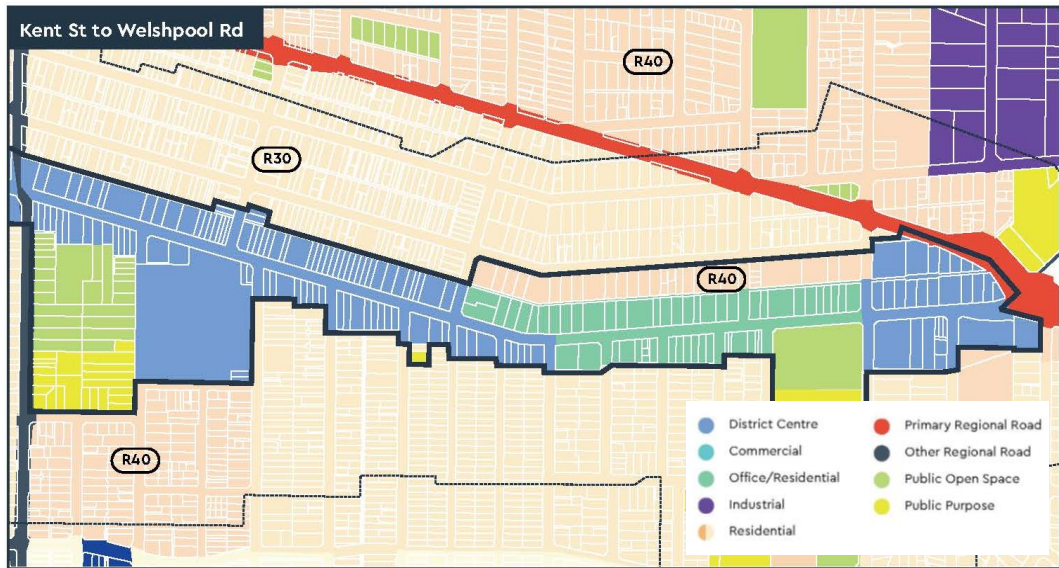 Kent St to Welshpool Rd
R40
R30
R40
R40
District Centre
Commercial
Office/Residential
Industrial
Residential
Primary Regional Road
Other Regional Road
Public Open Space
Public Purpose